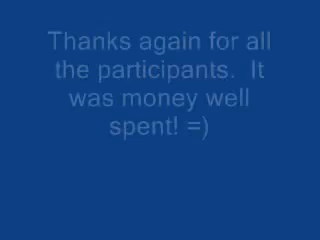 Thanks again for all
the participants.  It
was money well
spent! =)